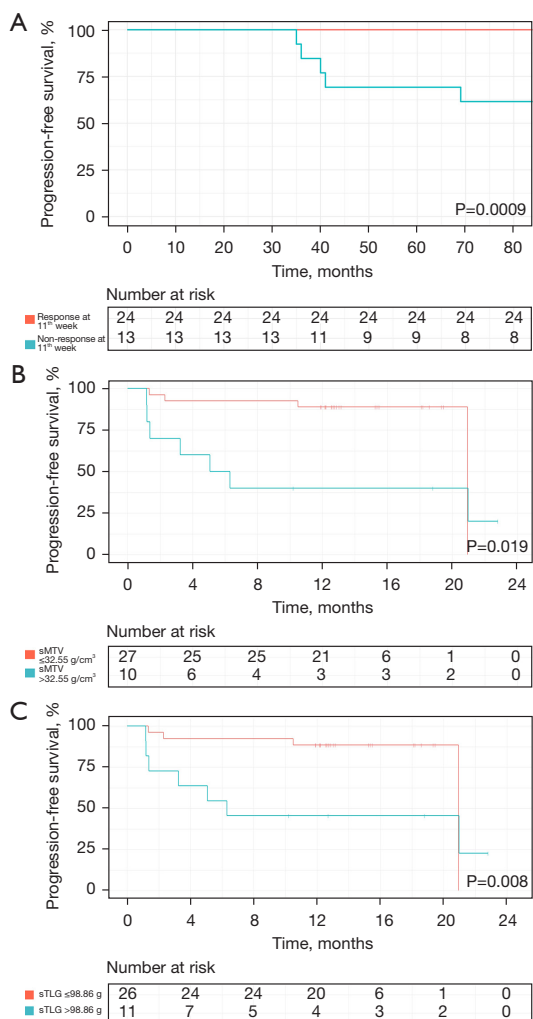 A
Progression-free survival, %
100
75
50
25
0
P=0.0009
0 10 20 30 40 50 60 70 80
Time, months
Number at risk
Response at
11th week
24 24 24 24 24 24 24 24 24
Non-response at
11th week
13 13 13 13 11 9 9 8 8
B
Progression-free survival, %
100
75
50
25
0
P=0.019
0 4 8 12 16 20 24
Time, months
Number at risk
sMTV
≤32.55 g/cm³
27 25 25 21 6 1 0
sMTV
>32.55 g/cm³
10 6 4 3 3 2 0
C
Progression-free survival, %
100
75
50
25
0
P=0.008
0 4 8 12 16 20 24
Time, months
Number at risk
sTLG ≤98.86 g 26 24 24 20 6 1 0
sTLG >98.86 g 11 7 5 4 3 2 0